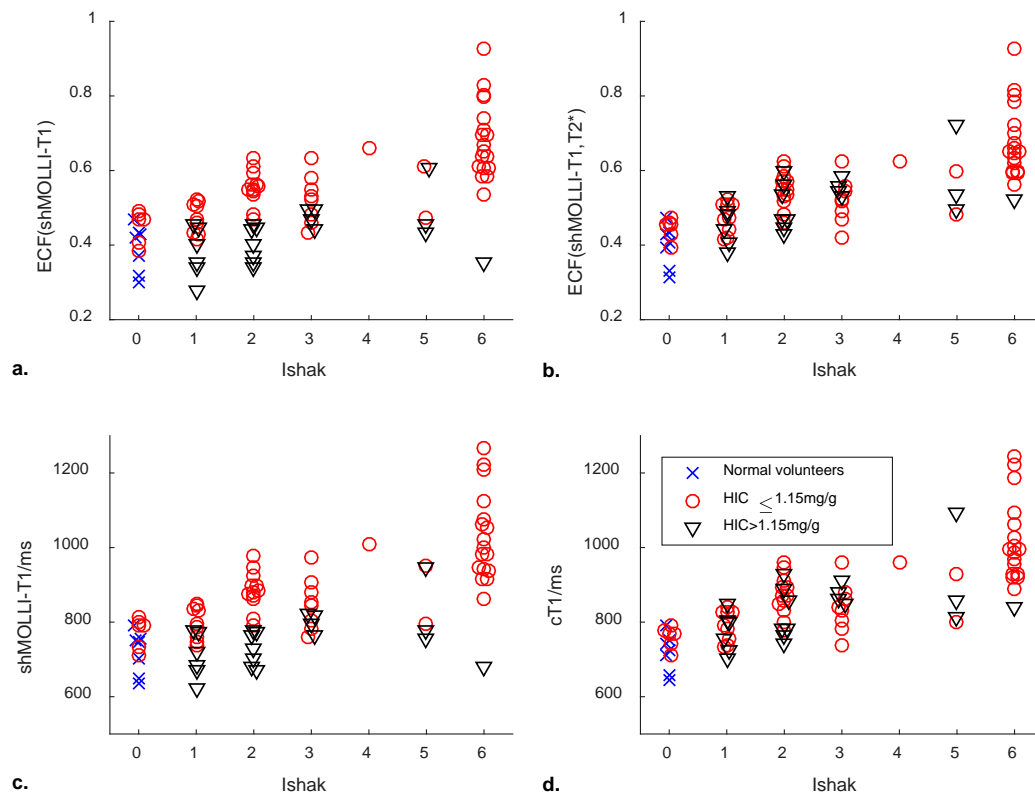 1
0.8
0.6
0.4
0.2
ECF(shMOLLI-T1)
0 1 2 3 4 5 6
Ishak
a.
1
0.8
0.6
0.4
0.2
ECF(shMOLLI-T1,T2*)
0 1 2 3 4 5 6
Ishak
b.
1200
1000
800
600
shMOLLI-T1/ms
0 1 2 3 4 5 6
Ishak
c.
1200
1000
800
600
cT1/ms
Normal volunteers
HIC ≤ 1.15mg/g
HIC>1.15mg/g
0 1 2 3 4 5 6
Ishak
d.